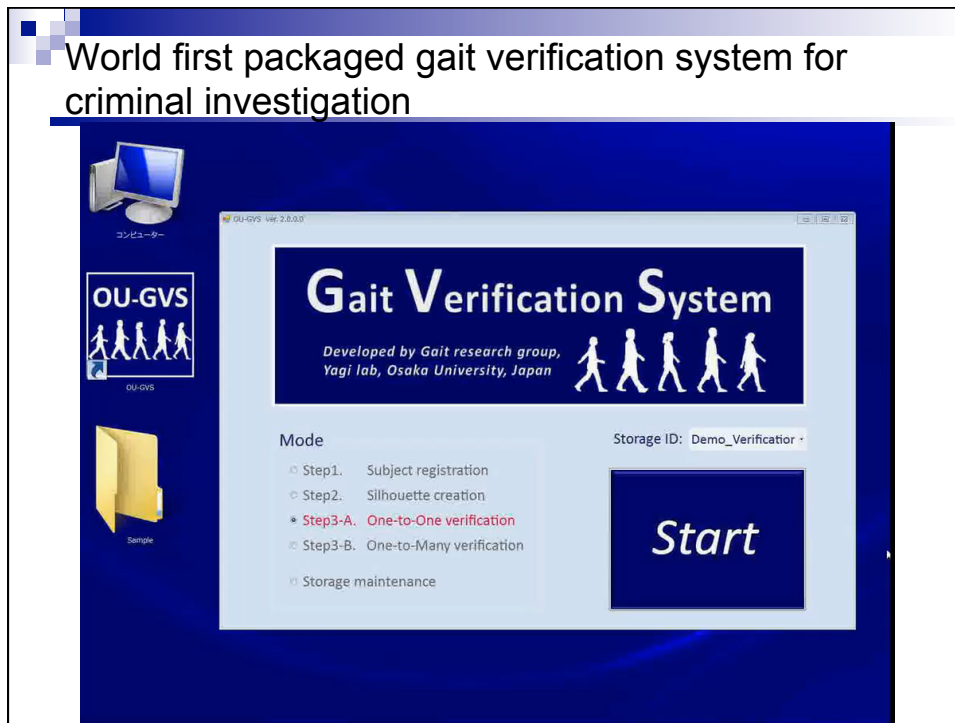 World first packaged gait verification system for
criminal investigation
コンピューター
OU-GVS Ver. 2.0.0.0
OU-GVS
OU-GVS
Sample
Gait Verification System
Developed by Gait research group,
Yagi lab, Osaka University, Japan
Mode
Storage ID: Demo_Verification
Step1. Subject registration
Step2. Silhouette creation
Step3-A. One-to-One verification
Step3-B. One-to-Many verification
Storage maintenance
Start